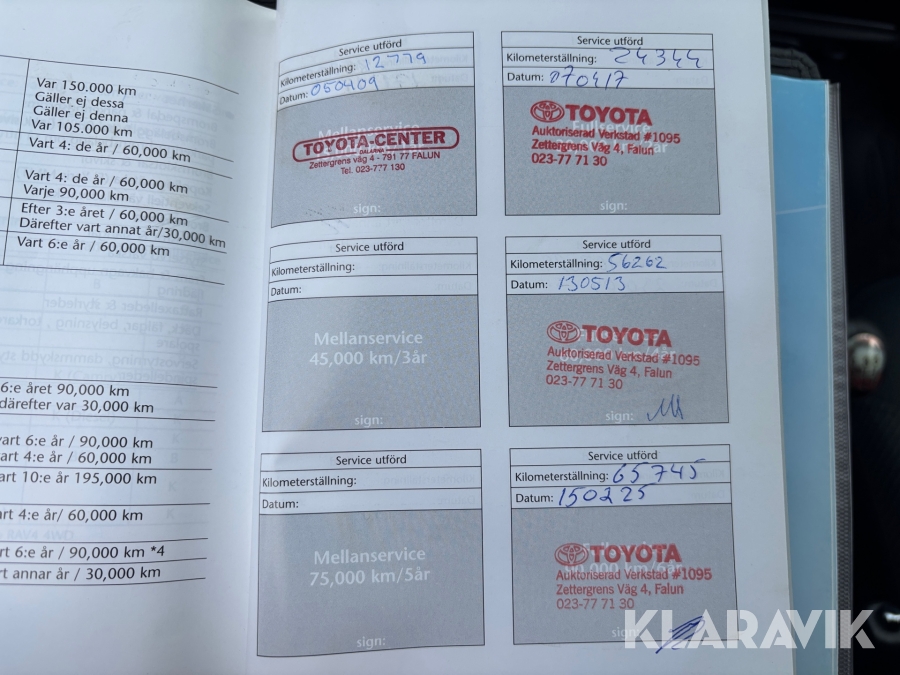 Var 150.000 km
Gäller ej dessa
Gäller ej denna
Var 105.000 km
Vart 4: de år / 60,000 km
Vart 4: de år / 60,000 km
Varje 90,000 km
Efter 3:e året / 60,000 km
Därefter vart annat år/30,000 km
Vart 6:e år / 60,000 km
6:e året 90,000 km
därefter var 30,000 km
vart 6:e år / 90,000 km
vart 4:e år / 60,000 km
rt 10:e år 195,000 km
rt 4:e år/ 60,000 km
t 6:e år / 90,000 km *4
rt annar år / 30,000 km
Service utförd
Kilometerställning: 12779
Datum: 050409
Mellanservice
TOYOTA-CENTER
DALARNA
Zettergrens väg 4 - 791 77 FALUN
Tel. 023-777 130
sign:
Service utförd
Kilometerställning: 24344
Datum: 070417
Fullservice
TOYOTA
Auktoriserad Verkstad #1095
Zettergrens Väg 4, Falun
023-77 71 30
sign:
Service utförd
Kilometerställning:
Datum:
Mellanservice
45,000 km/3år
sign:
Service utförd
Kilometerställning: 56262
Datum: 130513
TOYOTA
Auktoriserad Verkstad #1095
Zettergrens Väg 4, Falun
023-77 71 30
sign:
Service utförd
Kilometerställning:
Datum:
Mellanservice
75,000 km/5år
sign:
Service utförd
Kilometerställning: 65745
Datum: 150225
TOYOTA
90,000 km/6år
Auktoriserad Verkstad #1095
Zettergrens Väg 4, Falun
023-77 71 30
sign:
KLARAVIK